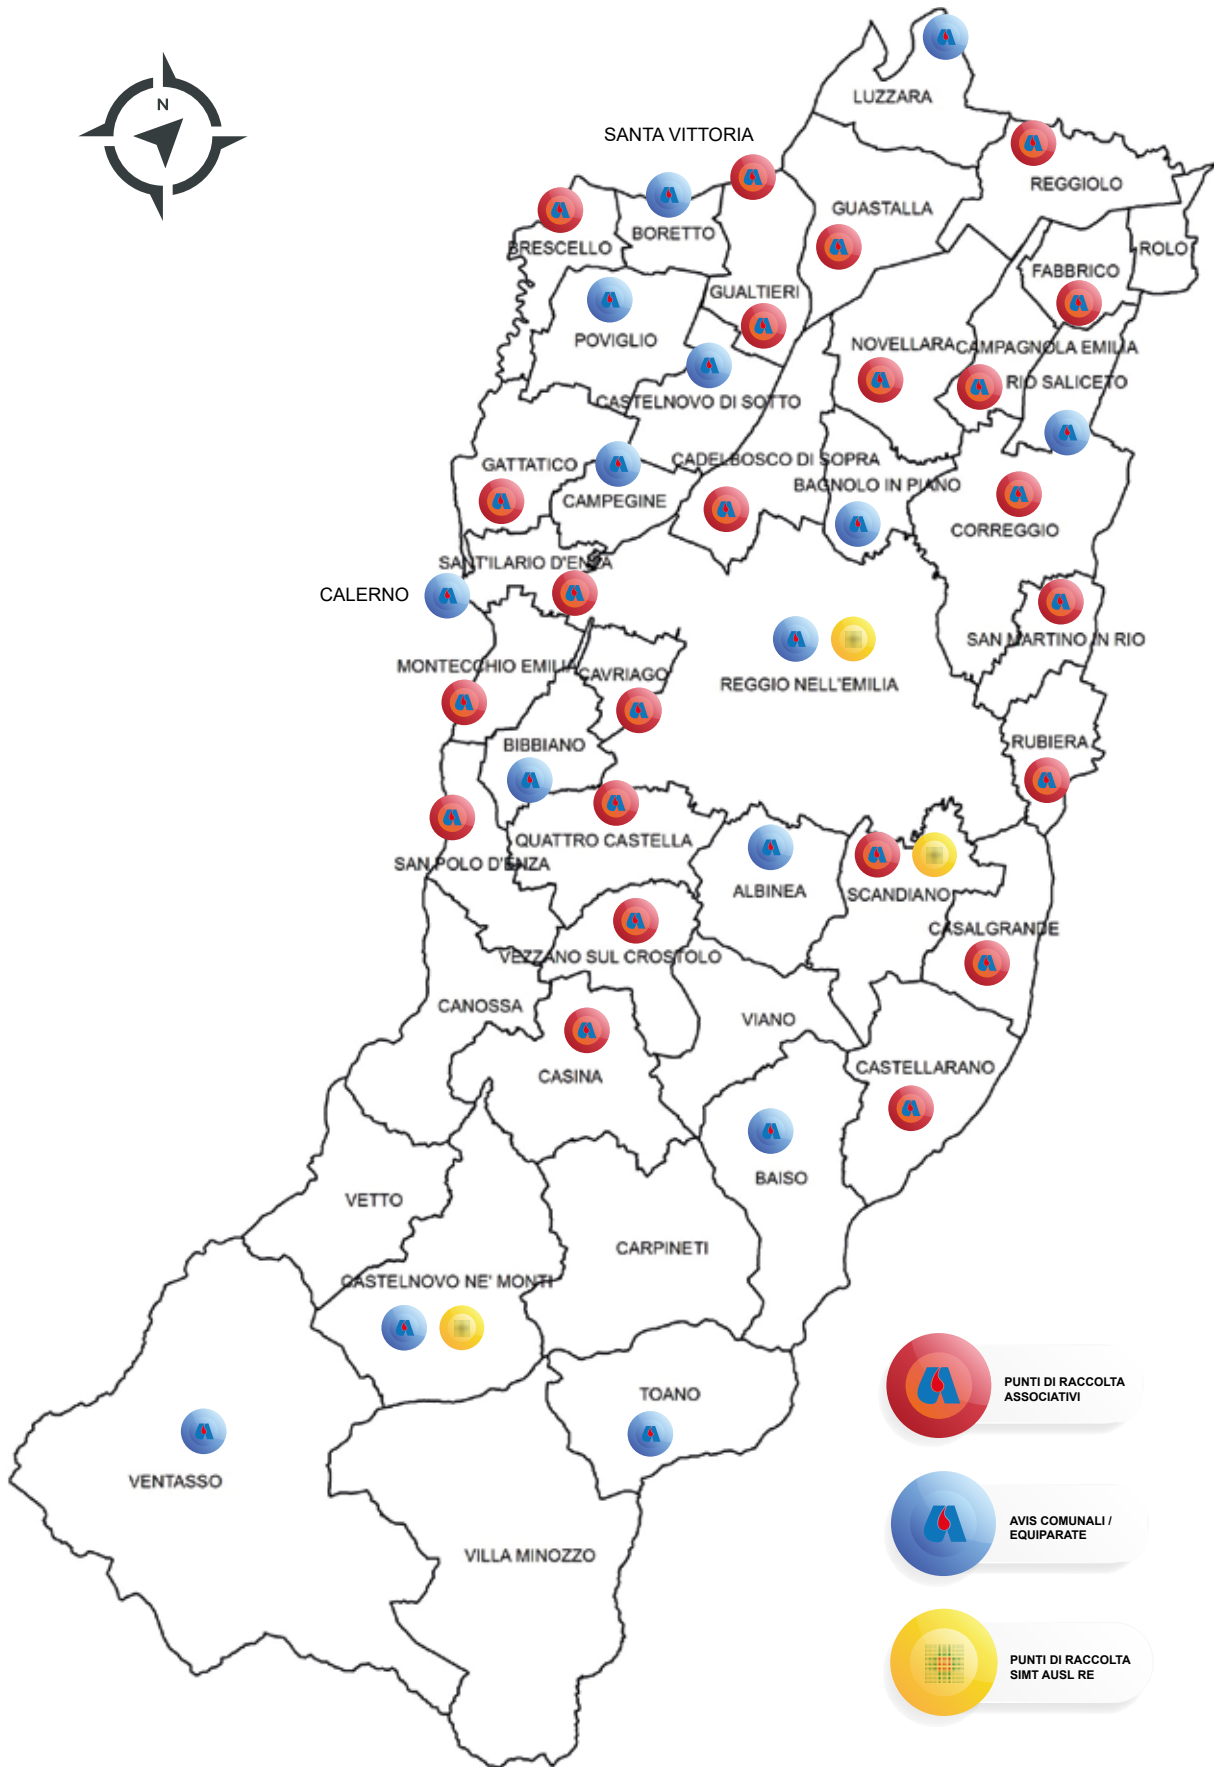 N
LUZZARA
SANTA VITTORIA
REGGIOLO
GUASTALLA
BORETTO
BRESCELLO
ROLO
FABBRICO
GUALTIERI
POVIGLIO
NOVELLARA
CAMPAGNOLA EMILIA
RIO SALICETO
CASTELNOVO DI SOTTO
CADELBOSCO DI SOPRA
GATTATICO
BAGNOLO IN PIANO
CAMPEGINE
CORREGGIO
SANT'ILARIO D'ENZA
CALERNO
SAN MARTINO IN RIO
MONTECCHIO EMILIA
CAVRIAGO
REGGIO NELL'EMILIA
BIBBIANO
RUBIERA
QUATTRO CASTELLA
SAN POLO D'ENZA
ALBINEA
SCANDIANO
CASALGRANDE
VEZZANO SUL CROSTOLO
CANOSSA
VIANO
CASINA
CASTELLARANO
BAISO
VETTO
CARPINETI
CASTELNOVO NE' MONTI
TOANO
VENTASSO
VILLA MINOZZO
PUNTI DI RACCOLTA
ASSOCIATIVI
AVIS COMUNALI /
EQUIPARATE
PUNTI DI RACCOLTA
SIMT AUSL RE